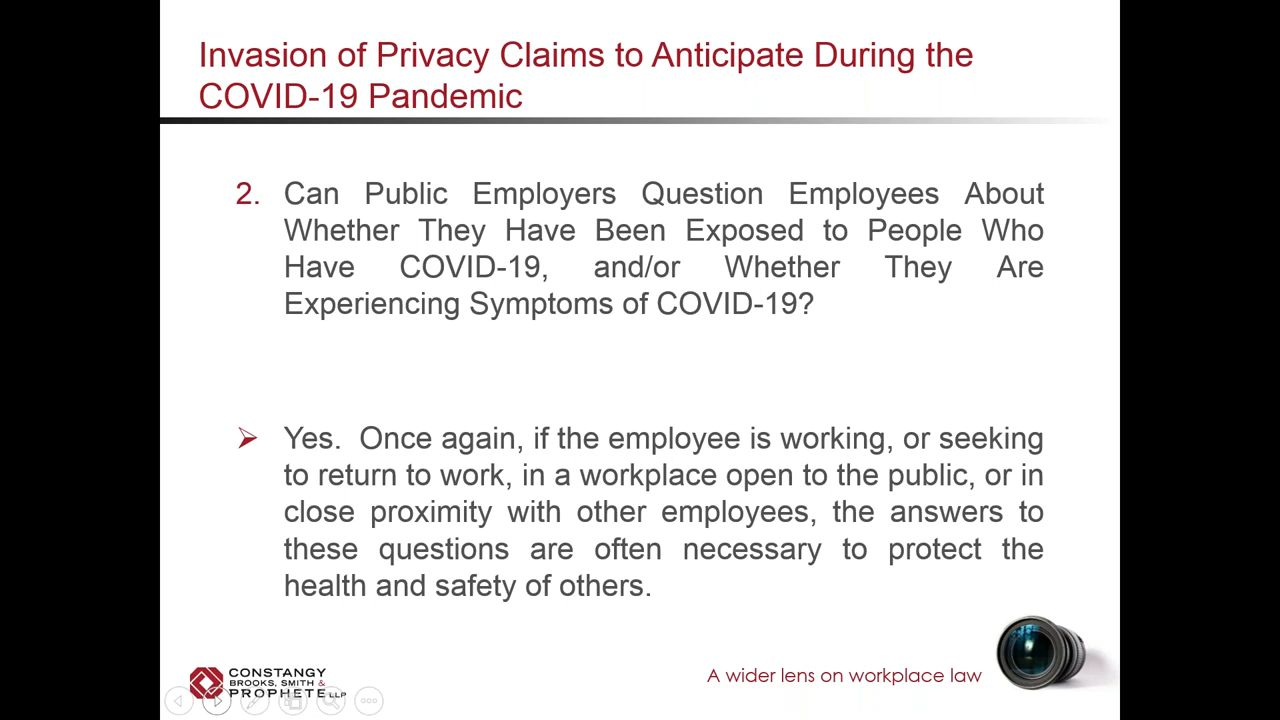 Invasion of Privacy Claims to Anticipate During the
COVID-19 Pandemic
2. Can Public Employers Question Employees About
Whether They Have Been Exposed to People Who
Have COVID-19, and/or Whether They Are
Experiencing Symptoms of COVID-19?
Yes. Once again, if the employee is working, or seeking
to return to work, in a workplace open to the public, or in
close proximity with other employees, the answers to
these questions are often necessary to protect the
health and safety of others.
CONSTANGY
BROOKS, SMITH &
PROPHETE LLP
A wider lens on workplace law